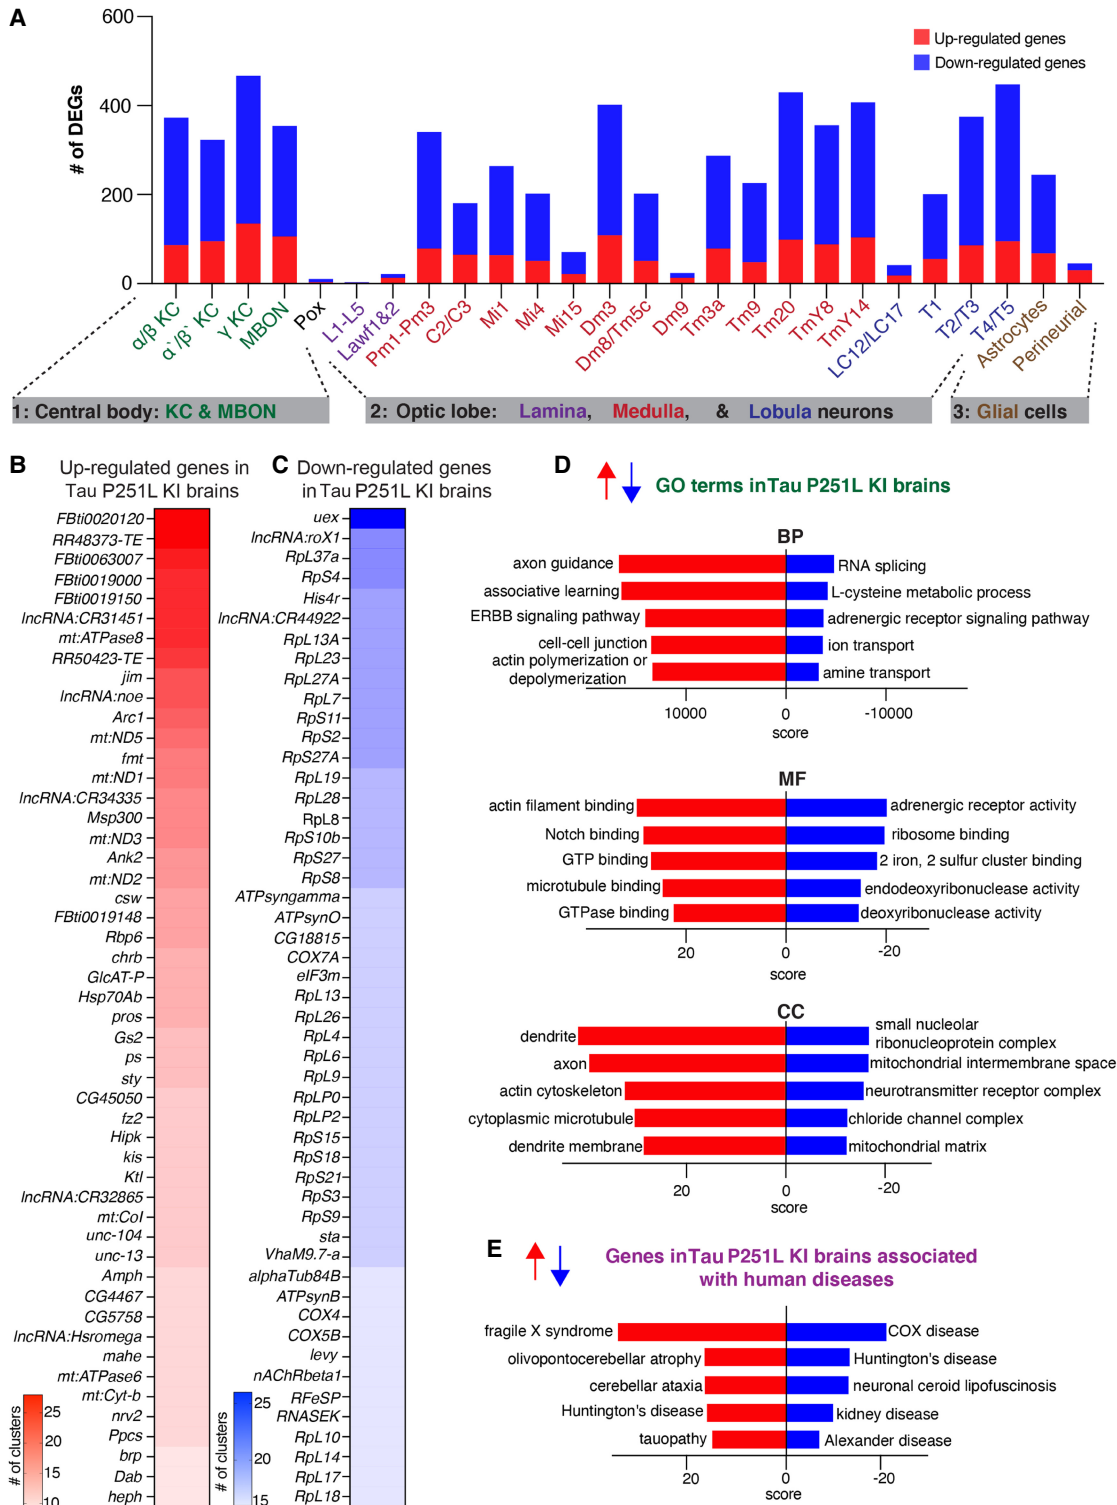 A
600
400
200
0
# of DEGs
Up-regulated genes
Down-regulated genes
α/β KC
α`/β` KC
γ KC
MBON
Pox
L1-L5
Lawf1&2
Pm1-Pm3
C2/C3
Mi1
Mi4
Mi15
Dm3
Dm8/Tm5c
Dm9
Tm3a
Tm9
Tm20
TmY8
TmY14
LC12/LC17
T1
T2/T3
T4/T5
Astrocytes
Perineurial
1: Central body: KC & MBON
2: Optic lobe: Lamina, Medulla, & Lobula neurons
3: Glial cells
B
Up-regulated genes in
Tau P251L KI brains
FBti0020120
RR48373-TE
FBti0063007
FBti0019000
FBti0019150
lncRNA:CR31451
mt:ATPase8
RR50423-TE
jim
lncRNA:noe
Arc1
mt:ND5
fmt
mt:ND1
lncRNA:CR34335
Msp300
mt:ND3
Ank2
mt:ND2
csw
FBti0019148
Rbp6
chrb
GlcAT-P
Hsp70Ab
pros
Gs2
ps
sty
CG45050
fz2
Hipk
kis
Ktl
lncRNA:CR32865
mt:CoI
unc-104
unc-13
Amph
CG4467
CG5758
lncRNA:Hsromega
mahe
mt:ATPase6
mt:Cyt-b
nrv2
Ppcs
brp
Dab
heph
# of clusters
25
20
15
10
C
Down-regulated genes
in Tau P251L KI brains
uex
lncRNA:roX1
RpL37a
RpS4
His4r
lncRNA:CR44922
RpL13A
RpL23
RpL27A
RpL7
RpS11
RpS2
RpS27A
RpL19
RpL28
RpL8
RpS10b
RpS27
RpS8
ATPsyngamma
ATPsynO
CG18815
COX7A
eIF3m
RpL13
RpL26
RpL4
RpL6
RpL9
RpLP0
RpLP2
RpS15
RpS18
RpS21
RpS3
RpS9
sta
VhaM9.7-a
alphaTub84B
ATPsynB
COX4
COX5B
levy
nAChRbeta1
RFeSP
RNASEK
RpL10
RpL14
RpL17
RpL18
# of clusters
25
20
15
D
GO terms in Tau P251L KI brains
BP
axon guidance
RNA splicing
associative learning
L-cysteine metabolic process
ERBB signaling pathway
adrenergic receptor signaling pathway
cell-cell junction
ion transport
actin polymerization or
depolymerization
amine transport
10000 0 -10000
score
MF
actin filament binding
adrenergic receptor activity
Notch binding
ribosome binding
GTP binding
2 iron, 2 sulfur cluster binding
microtubule binding
endodeoxyribonuclease activity
GTPase binding
deoxyribonuclease activity
20 0 -20
score
CC
dendrite
small nucleolar
ribonucleoprotein complex
axon
mitochondrial intermembrane space
actin cytoskeleton
neurotransmitter receptor complex
cytoplasmic microtubule
chloride channel complex
dendrite membrane
mitochondrial matrix
20 0 -20
score
E
Genes in Tau P251L KI brains associated
with human diseases
fragile X syndrome
COX disease
olivopontocerebellar atrophy
Huntington's disease
cerebellar ataxia
neuronal ceroid lipofuscinosis
Huntington's disease
kidney disease
tauopathy
Alexander disease
20 0 -20
score